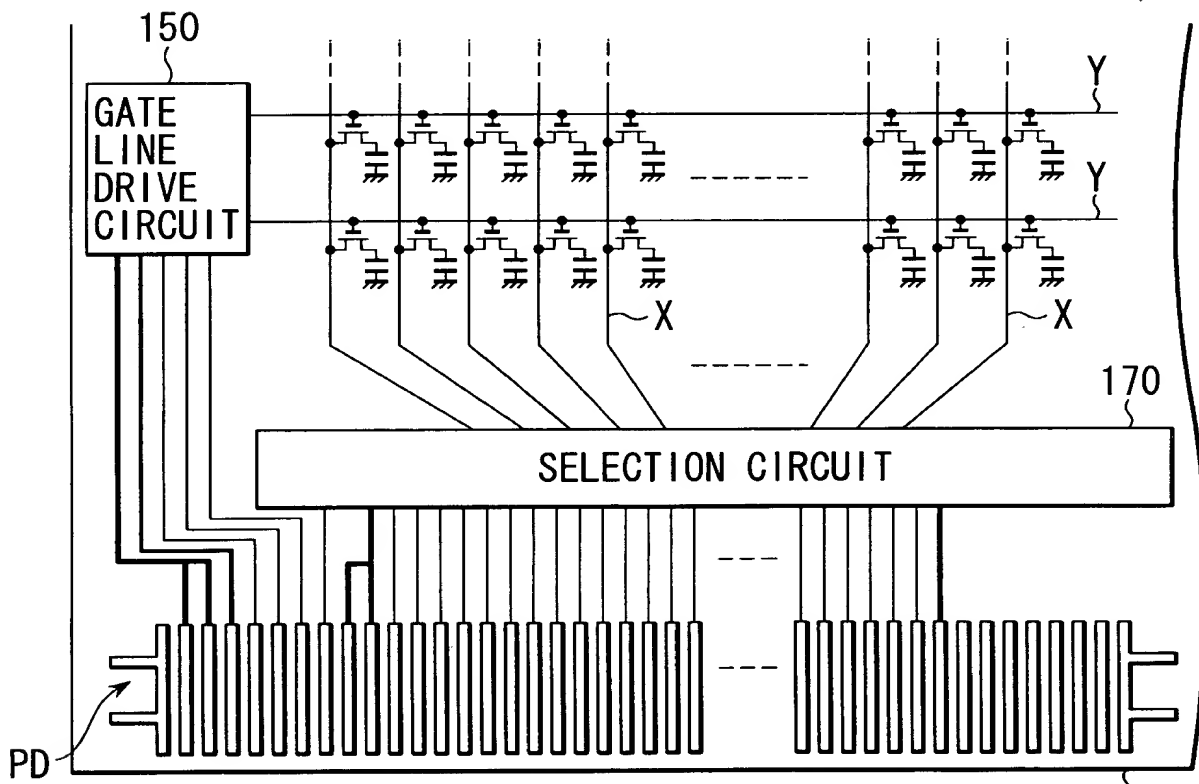 150
GATE
LINE
DRIVE
CIRCUIT
Y
Y
X
X
170
SELECTION CIRCUIT
PD